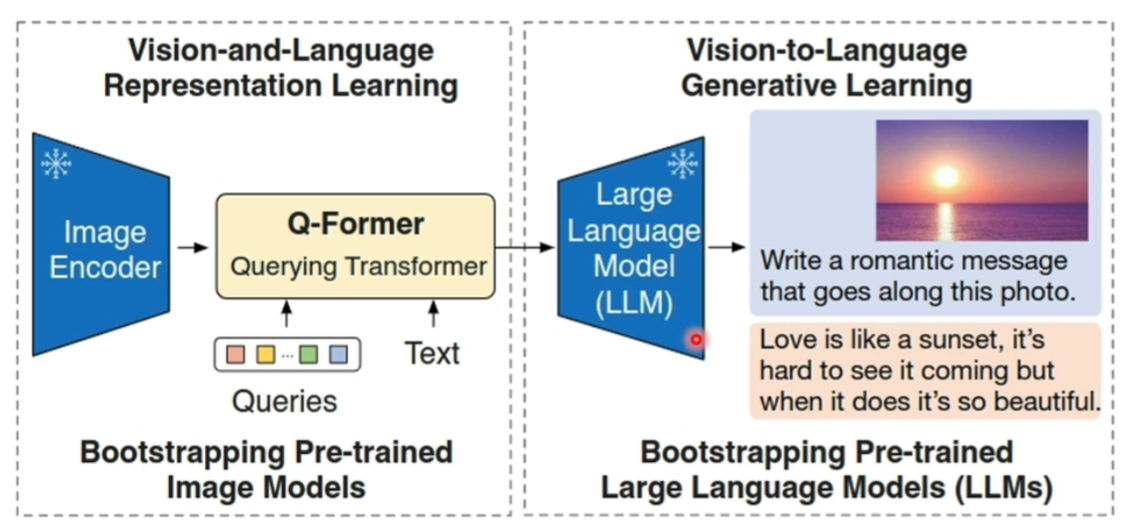 Vision-and-Language
Representation Learning
Image
Encoder
Q-Former
Querying Transformer
...
Queries
Text
Bootstrapping Pre-trained
Image Models
Vision-to-Language
Generative Learning
Large
Language
Model
(LLM)
Write a romantic message
that goes along this photo.
Love is like a sunset, it's
hard to see it coming but
when it does it's so beautiful.
Bootstrapping Pre-trained
Large Language Models (LLMs)